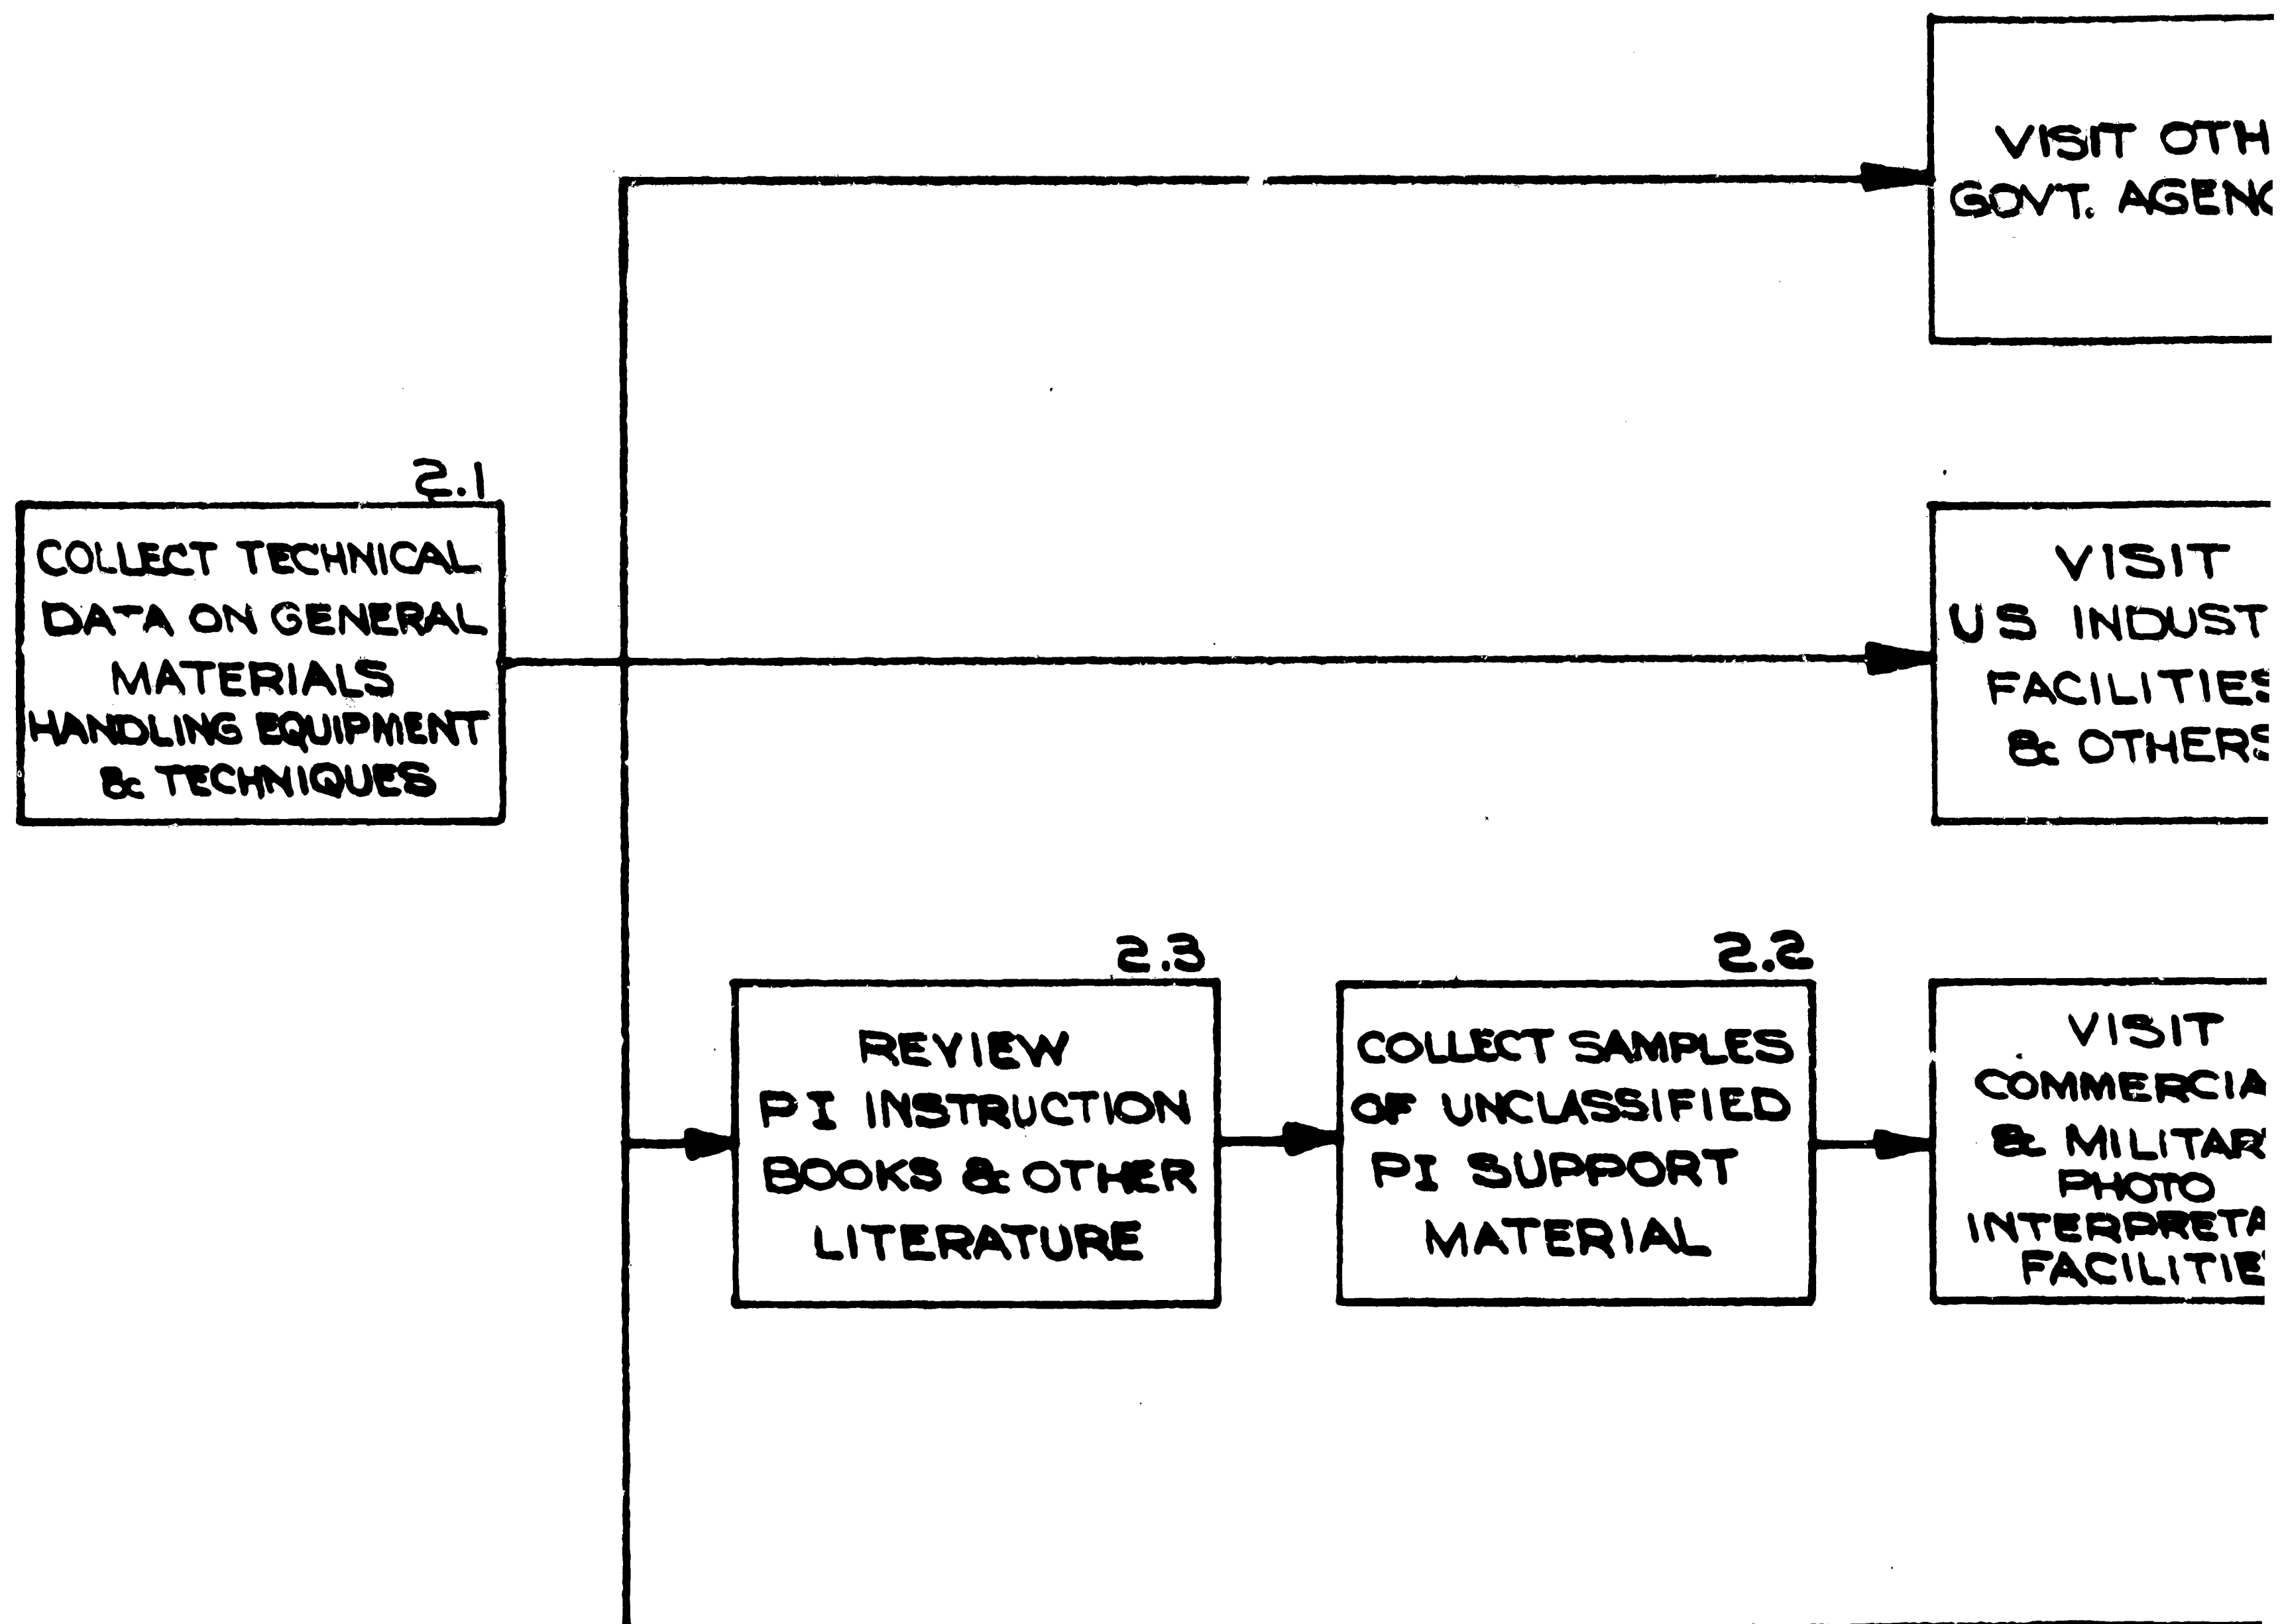 VISIT OTH
GOVT. AGENC
2.1
COLLECT TECHNICAL
DATA ON GENERAL
MATERIALS
HANDLING EQUIPMENT
& TECHNIQUES
VISIT
US INDUST
FACILITIES
& OTHERS
2.3
REVIEW
PI INSTRUCTION
BOOKS & OTHER
LITERATURE
2.2
COLLECT SAMPLES
OF UNCLASSIFIED
PI SUPPORT
MATERIAL
VISIT
COMMERCIA
& MILITAR
PHOTO
INTERPRETA
FACILITIE